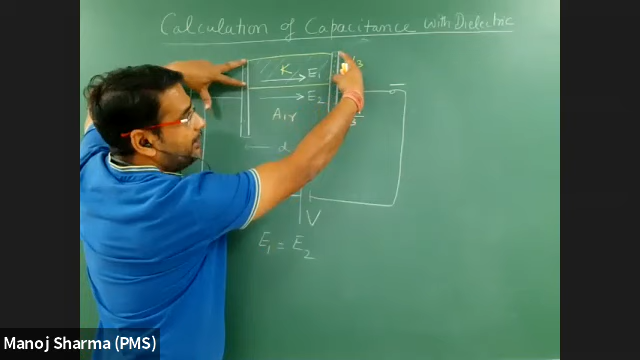 Calculation of Capacitance with Dielectric
K E₁
E₂
Air
d
V
E₁ = E₂
Manoj Sharma (PMS)